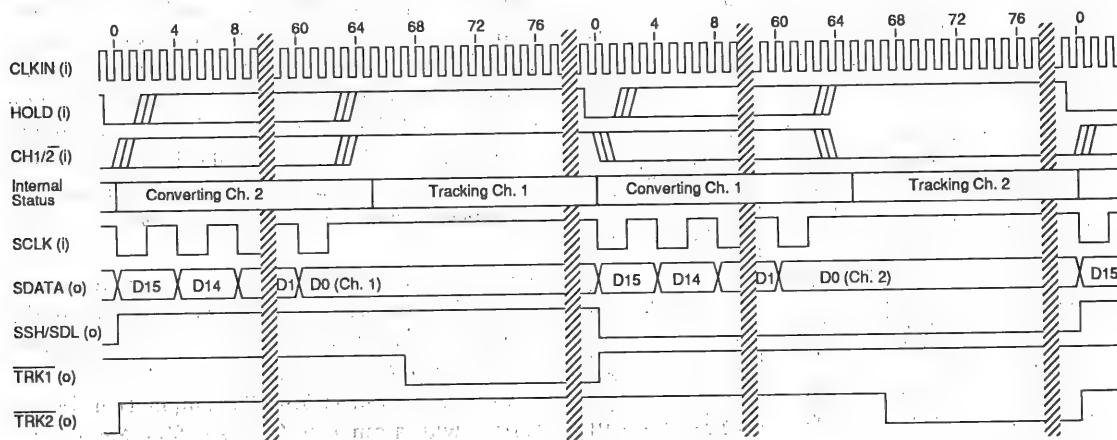 0 4 8 60 64 68 72 76 0 4 8 60 64 68 72 76 0
CLKIN (i)
HOLD (i)
CH1/2̅ (i)
Internal
Status
Converting Ch. 2 Tracking Ch. 1 Converting Ch. 1 Tracking Ch. 2
SCLK (i)
SDATA (o) D15 D14 D1 D0 (Ch. 1) D15 D14 D1 D0 (Ch. 2) D15
SSH/SDL (o)
T̅R̅K̅1̅ (o)
T̅R̅K̅2̅ (o)